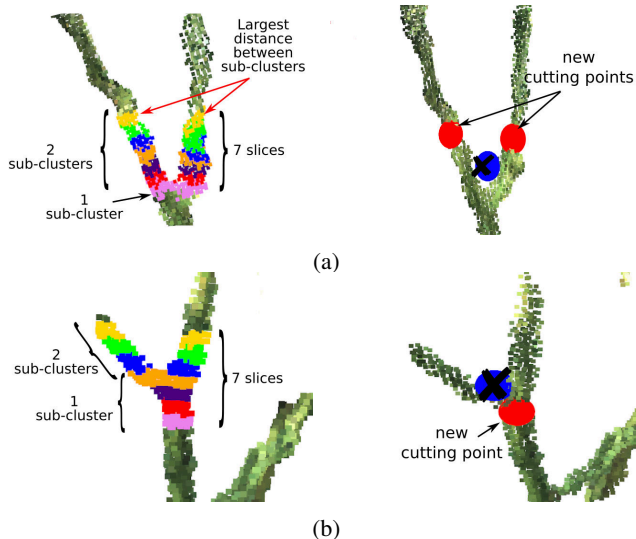 Largest
distance
between
sub-clusters
2
sub-clusters
7 slices
1
sub-cluster
new
cutting points
(a)
2
sub-clusters
1
sub-cluster
7 slices
new
cutting point
(b)